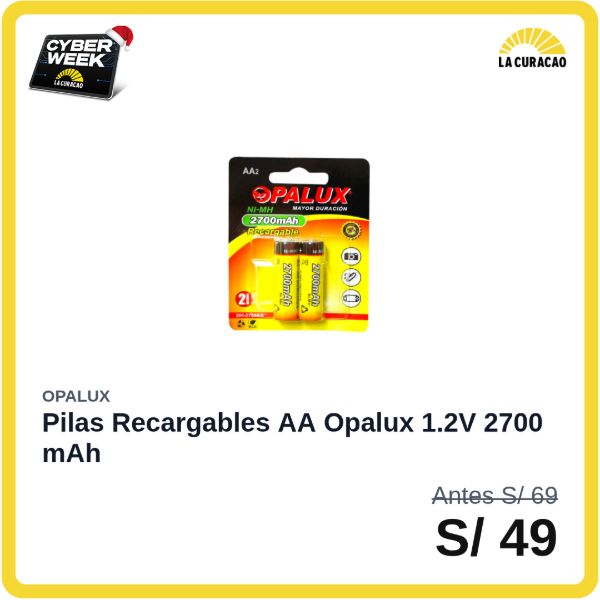 CYBER
WEEK
LA CURACAO
LA CURACAO
AA2
OPALUX
MAYOR DURACIÓN
Ni-MH
2700mAh
Recargable
2700mAh
2700mAh
OPALUX
Pilas Recargables AA Opalux 1.2V 2700
mAh
Antes S/ 69
S/ 49